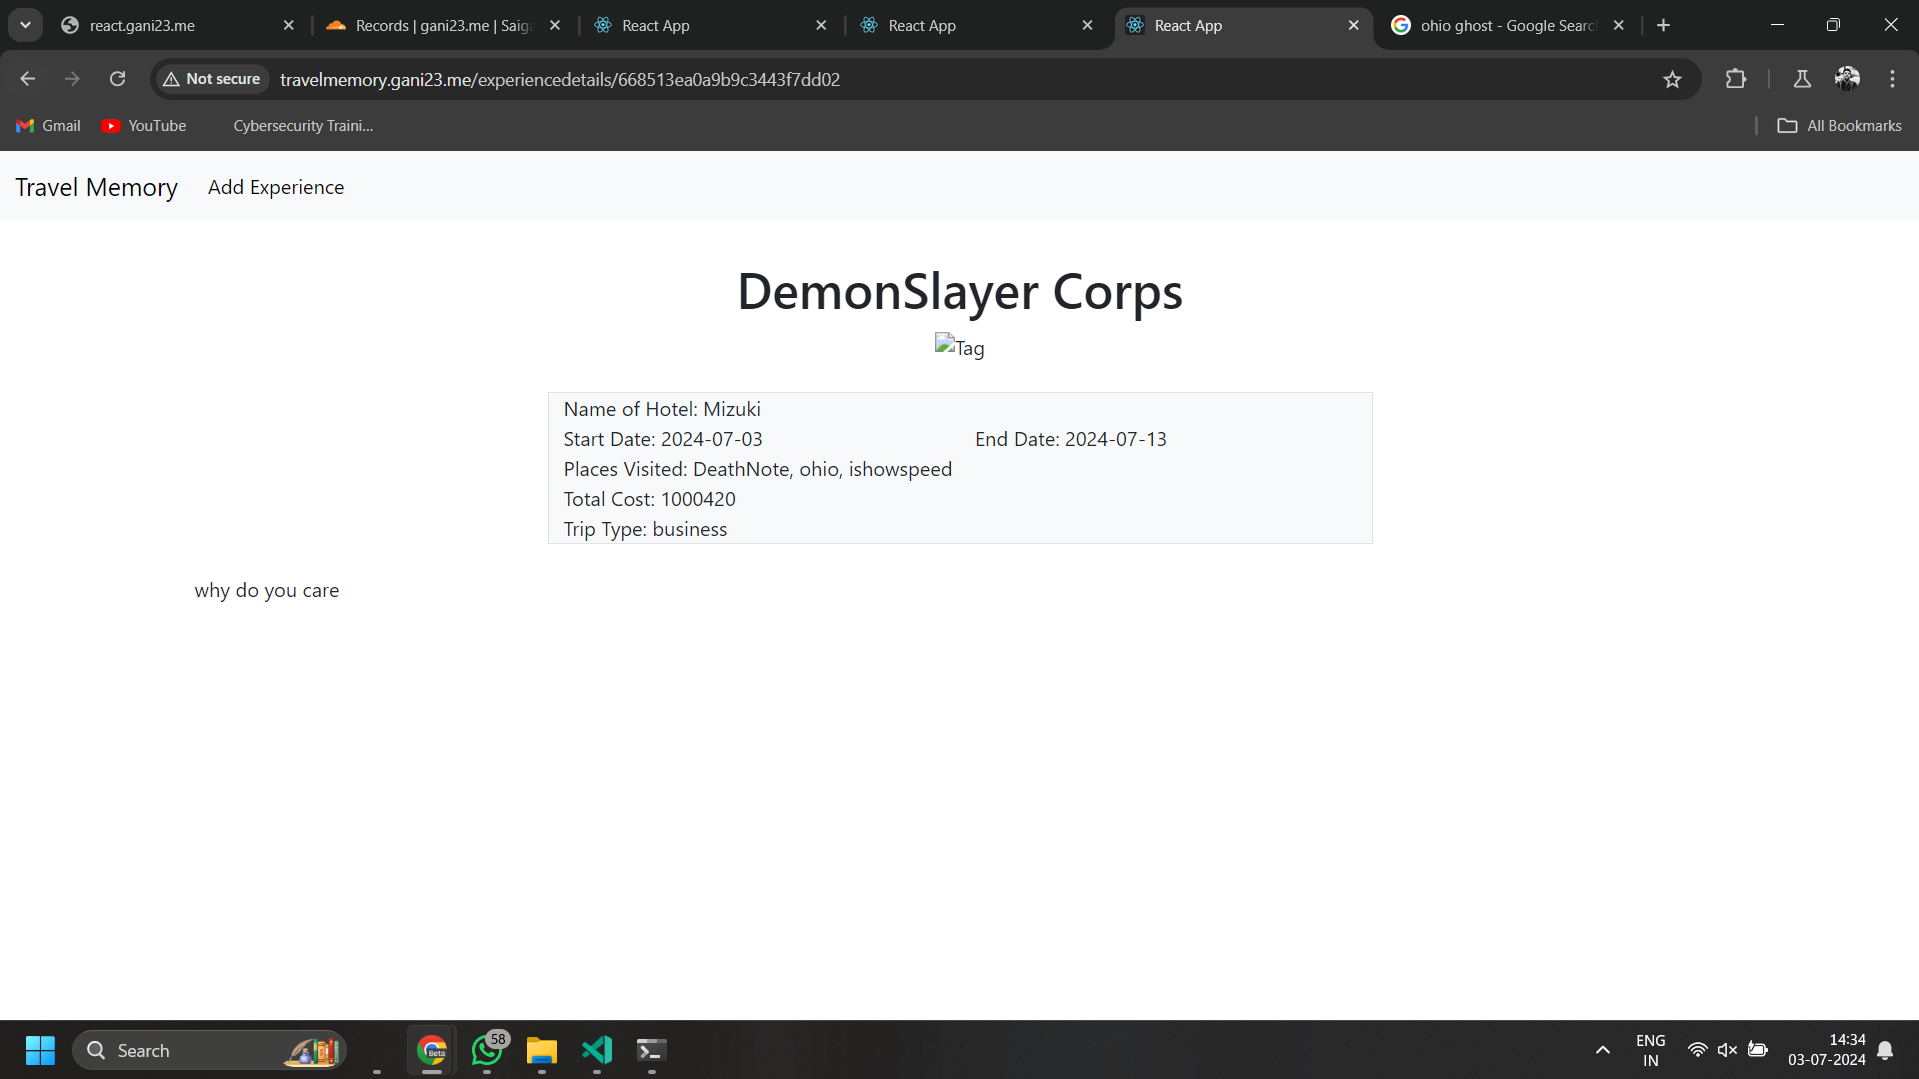 react.gani23.me
Records | gani23.me | Saiga
React App
React App
React App
ohio ghost - Google Search
Not secure
travelmemory.gani23.me/experiencedetails/668513ea0a9b9c3443f7dd02
Gmail
YouTube
Cybersecurity Traini...
All Bookmarks
Travel Memory
Add Experience
DemonSlayer Corps
Tag
Name of Hotel: Mizuki
Start Date: 2024-07-03
End Date: 2024-07-13
Places Visited: DeathNote, ohio, ishowspeed
Total Cost: 1000420
Trip Type: business
why do you care
Search
Beta
58
ENG
IN
14:34
03-07-2024